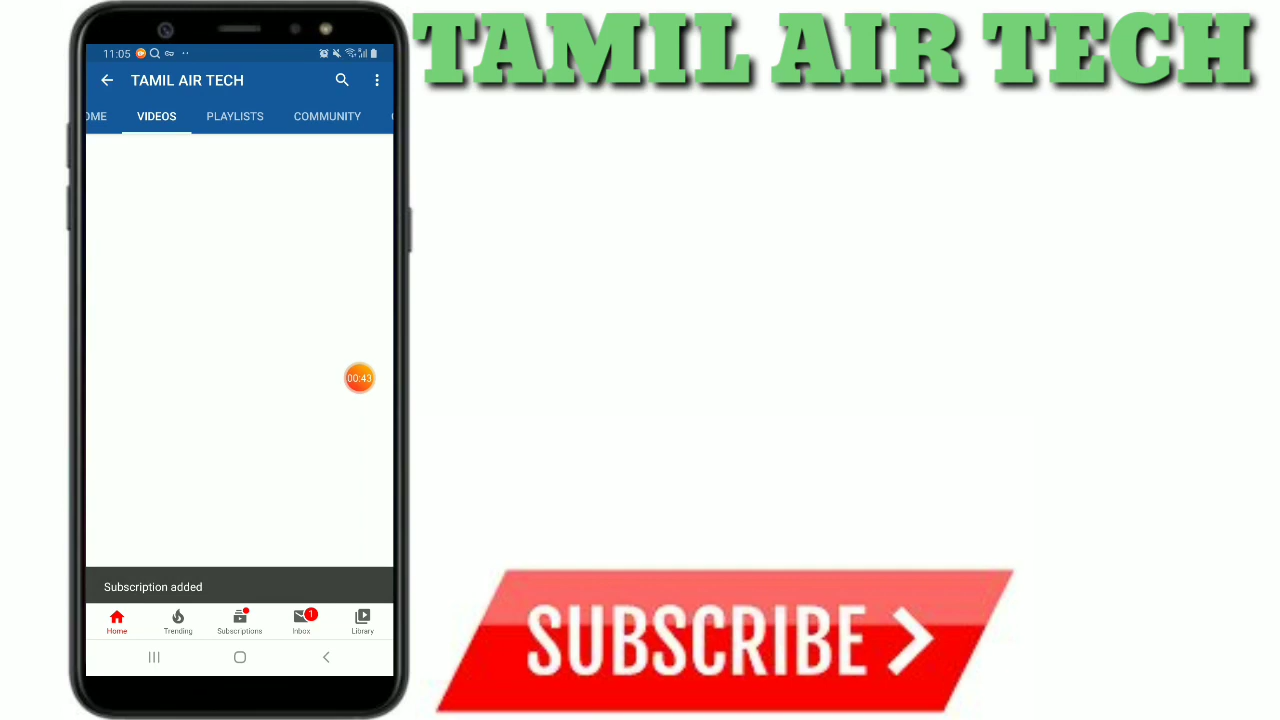 TAMIL AIR TECH
11:05
TAMIL AIR TECH
OME VIDEOS PLAYLISTS COMMUNITY
00:43
Subscription added
1
Home Trending Subscriptions Inbox Library
SUBSCRIBE